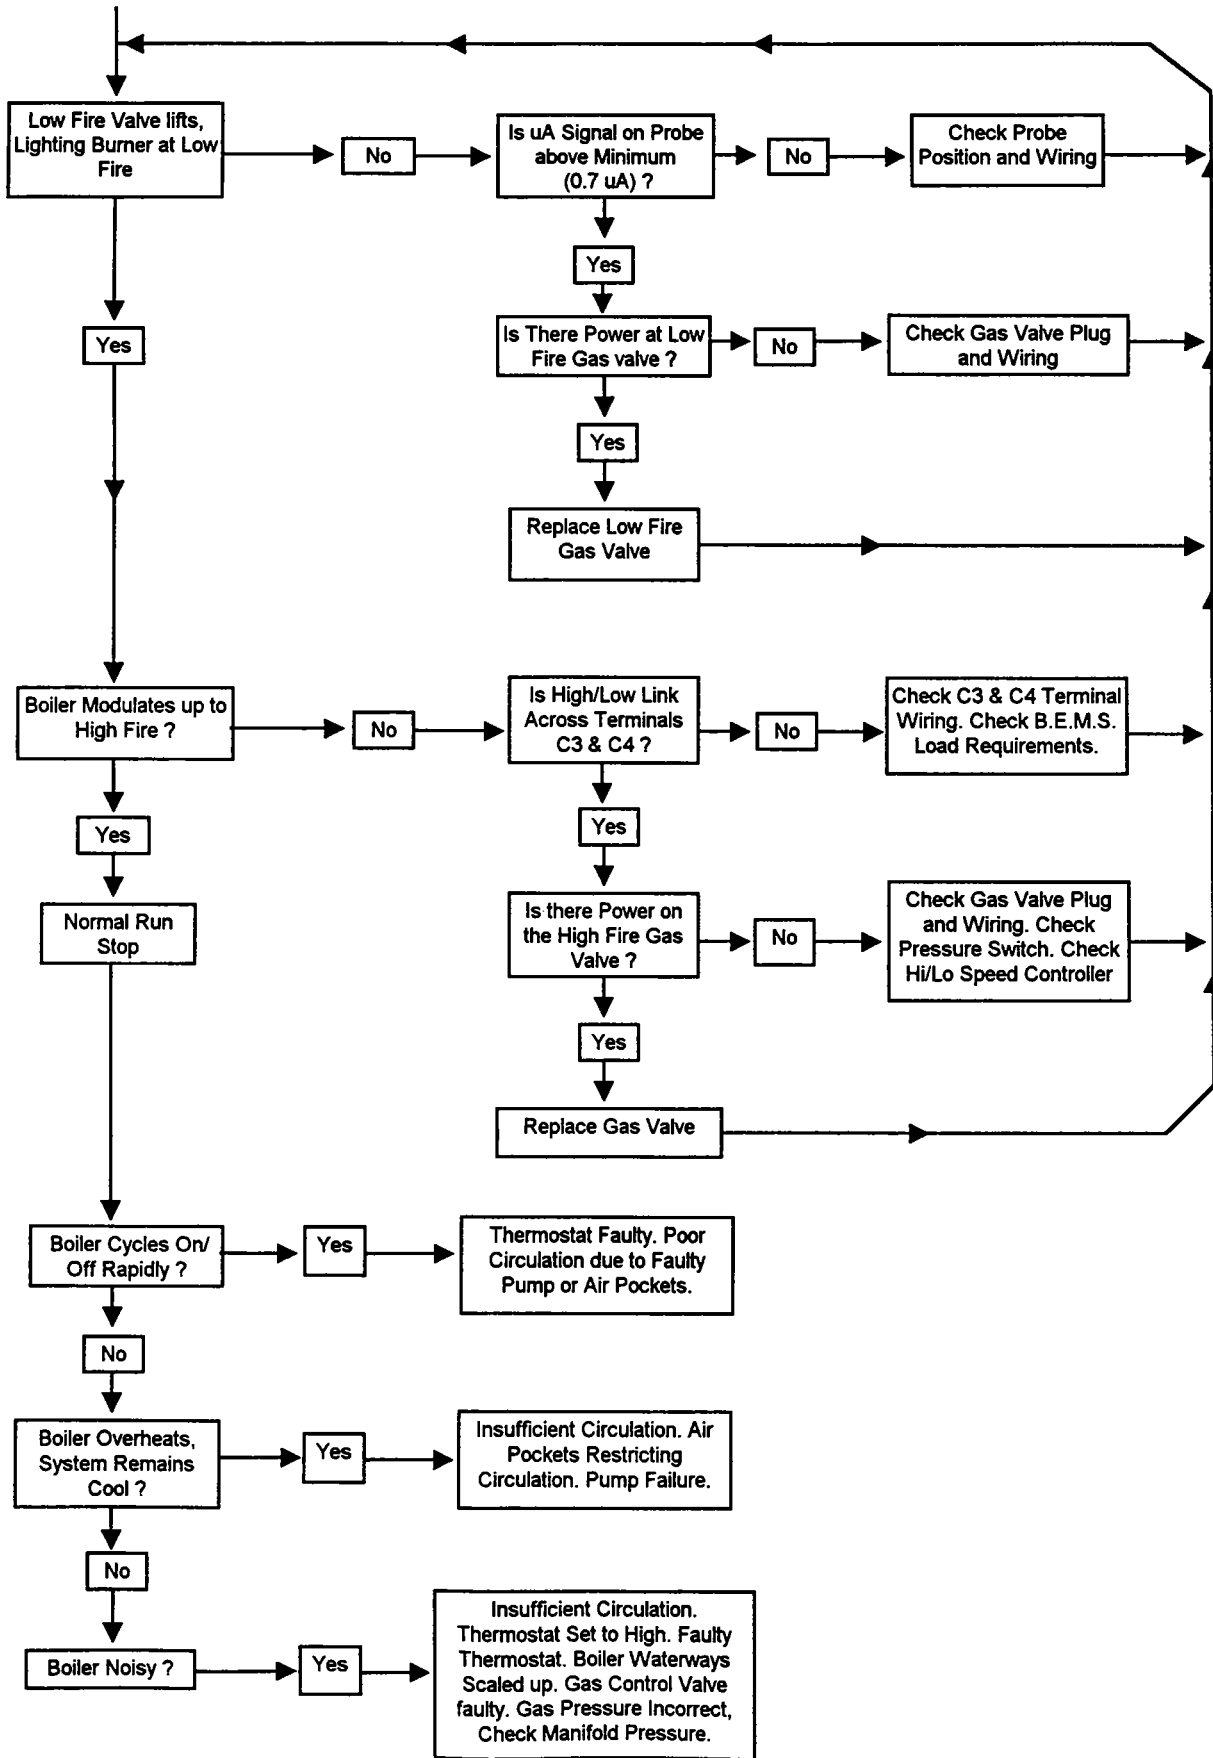 Low Fire Valve lifts,
Lighting Burner at Low
Fire
No
Is uA Signal on Probe
above Minimum
(0.7 uA) ?
No
Check Probe
Position and Wiring
Yes
Yes
Is There Power at Low
Fire Gas valve ?
No
Check Gas Valve Plug
and Wiring
Yes
Replace Low Fire
Gas Valve
Boiler Modulates up to
High Fire ?
No
Is High/Low Link
Across Terminals
C3 & C4 ?
No
Check C3 & C4 Terminal
Wiring. Check B.E.M.S.
Load Requirements.
Yes
Yes
Normal Run
Stop
Is there Power on
the High Fire Gas
Valve ?
No
Check Gas Valve Plug
and Wiring. Check
Pressure Switch. Check
Hi/Lo Speed Controller
Yes
Replace Gas Valve
Boiler Cycles On/
Off Rapidly ?
Yes
Thermostat Faulty. Poor
Circulation due to Faulty
Pump or Air Pockets.
No
Boiler Overheats,
System Remains
Cool ?
Yes
Insufficient Circulation. Air
Pockets Restricting
Circulation. Pump Failure.
No
Boiler Noisy ?
Yes
Insufficient Circulation.
Thermostat Set to High. Faulty
Thermostat. Boiler Waterways
Scaled up. Gas Control Valve
faulty. Gas Pressure Incorrect,
Check Manifold Pressure.